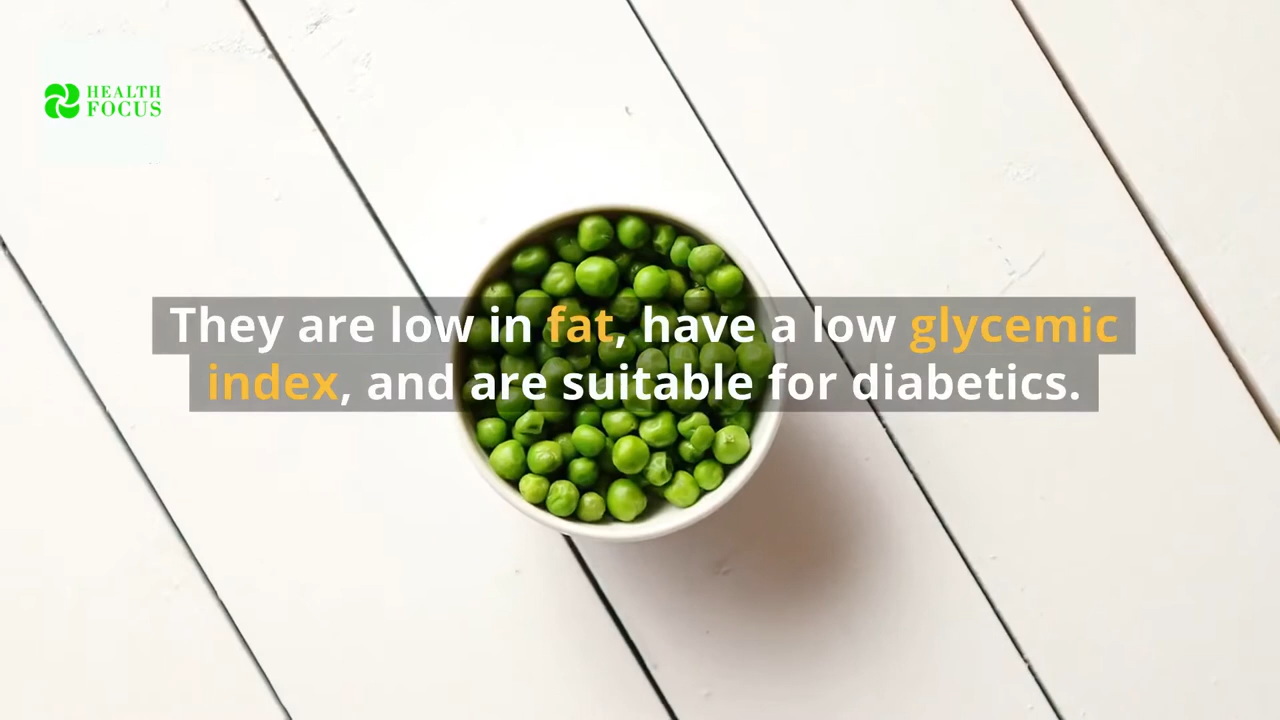 HEALTH
FOCUS
They are low in fat, have a low glycemic
index, and are suitable for diabetics.